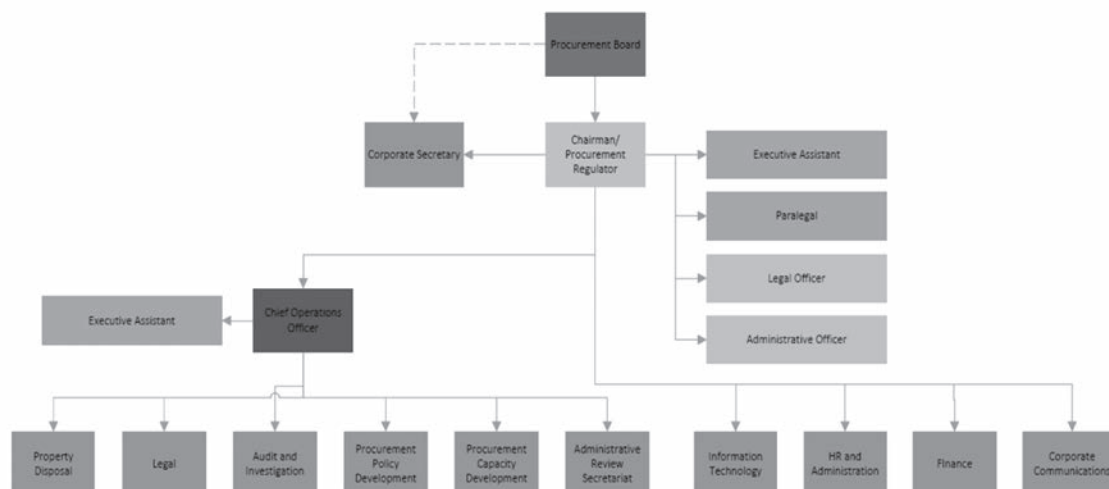 Procurement Board
Corporate Secretary
Chairman/
Procurement
Regulator
Executive Assistant
Paralegal
Legal Officer
Administrative Officer
Executive Assistant
Chief Operations
Officer
Property
Disposal
Legal
Audit and
Investigation
Procurement
Policy
Development
Procurement
Capacity
Development
Administrative
Review
Secretariat
Information
Technology
HR and
Administration
Finance
Corporate
Communications